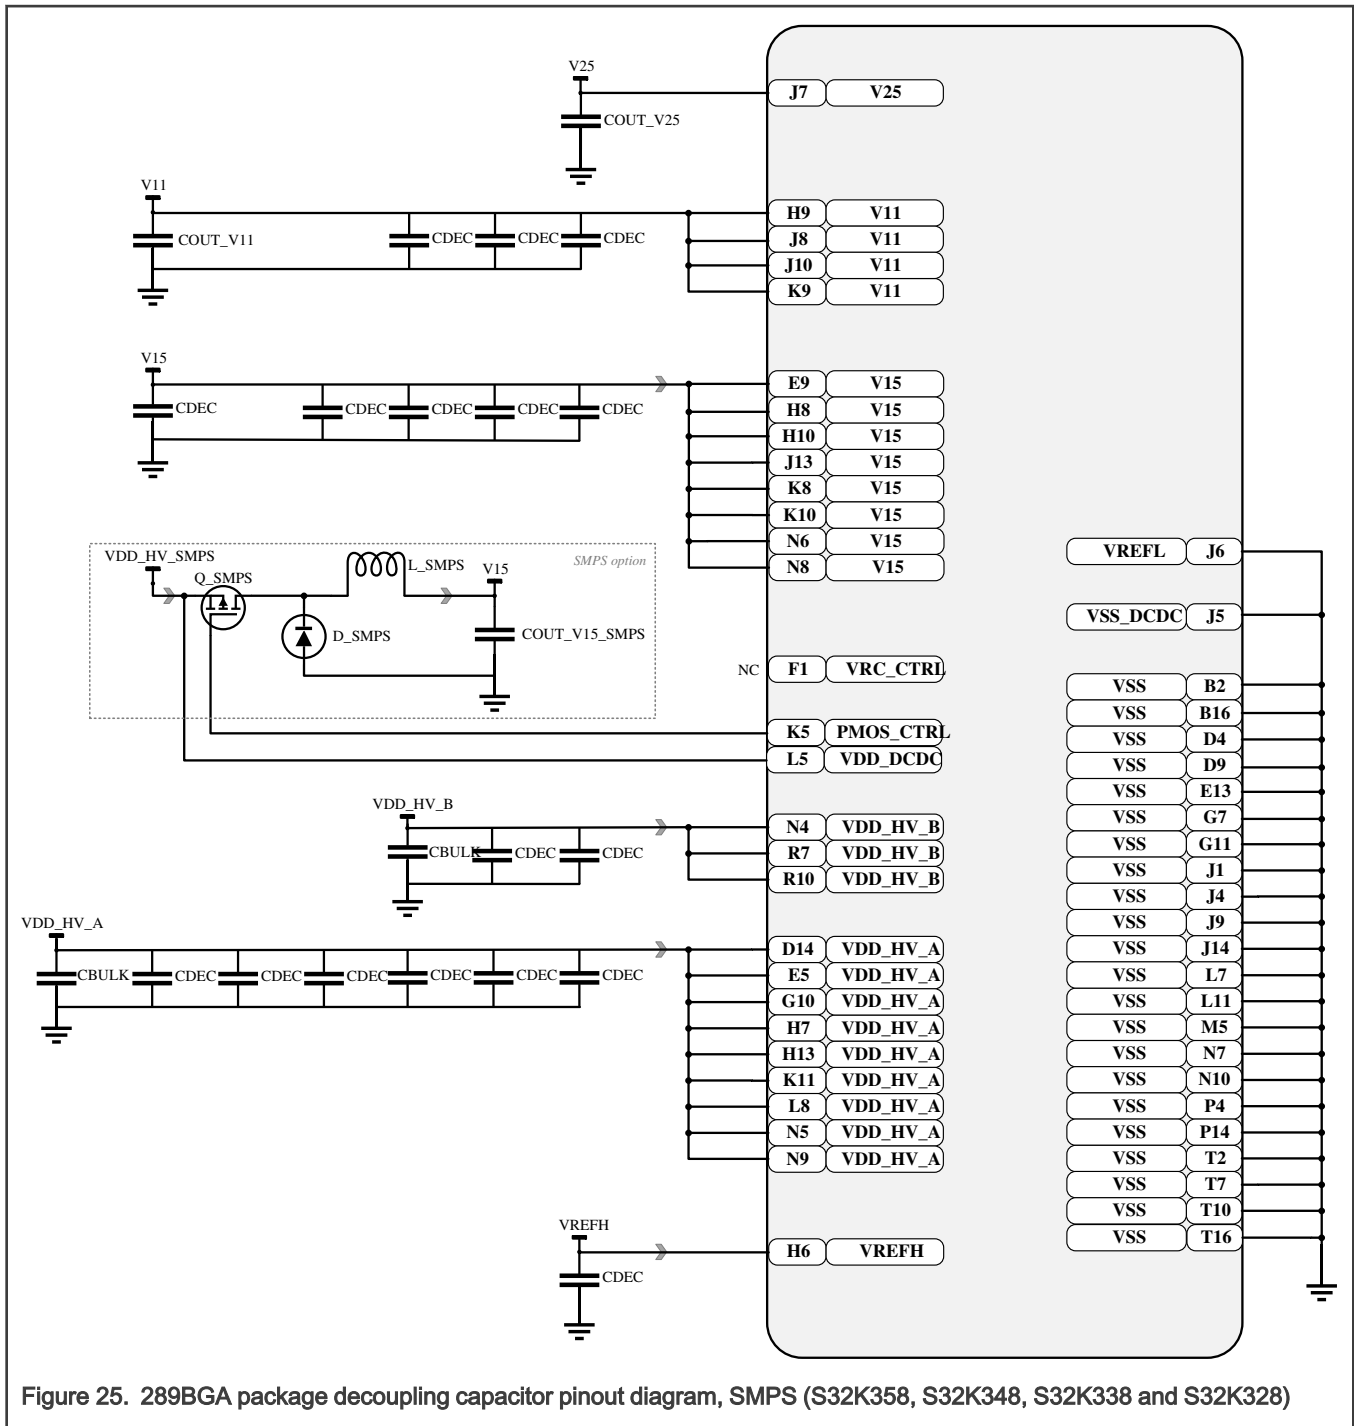 V25
J7 V25
COUT_V25
V11
H9 V11
COUT_V11 CDEC CDEC CDEC
J8 V11
J10 V11
K9 V11
V15
E9 V15
CDEC CDEC CDEC CDEC CDEC
H8 V15
H10 V15
J13 V15
K8 V15
K10 V15
N6 V15
N8 V15
VREFL J6
VDD_HV_SMPS
SMPS option
L_SMPS
V15
Q_SMPS
D_SMPS
COUT_V15_SMPS
VSS_DCDC J5
NC F1 VRC_CTRL
K5 PMOS_CTRL
L5 VDD_DCDC
VSS B2
VSS B16
VSS D4
VSS D9
VSS E13
VSS G7
VSS G11
VSS J1
VSS J4
VSS J9
VSS J14
VSS L7
VSS L11
VSS M5
VSS N7
VSS N10
VSS P4
VSS P14
VSS T2
VSS T7
VSS T10
VSS T16
VDD_HV_B
N4 VDD_HV_B
CBULK CDEC CDEC
R7 VDD_HV_B
R10 VDD_HV_B
VDD_HV_A
D14 VDD_HV_A
CBULK CDEC CDEC CDEC CDEC CDEC CDEC
E5 VDD_HV_A
G10 VDD_HV_A
H7 VDD_HV_A
H13 VDD_HV_A
K11 VDD_HV_A
L8 VDD_HV_A
N5 VDD_HV_A
N9 VDD_HV_A
VREFH
H6 VREFH
CDEC
Figure 25. 289BGA package decoupling capacitor pinout diagram, SMPS (S32K358, S32K348, S32K338 and S32K328)